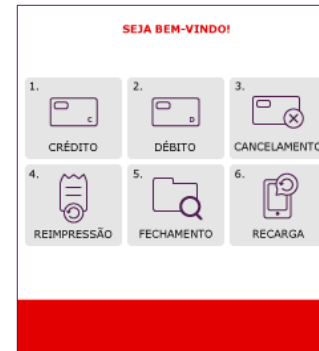 SEJA BEM-VINDO!
1. 2. 3.
C D
CRÉDITO DÉBITO CANCELAMENTO
4. 5. 6.
REIMPRESSÃO FECHAMENTO RECARGA